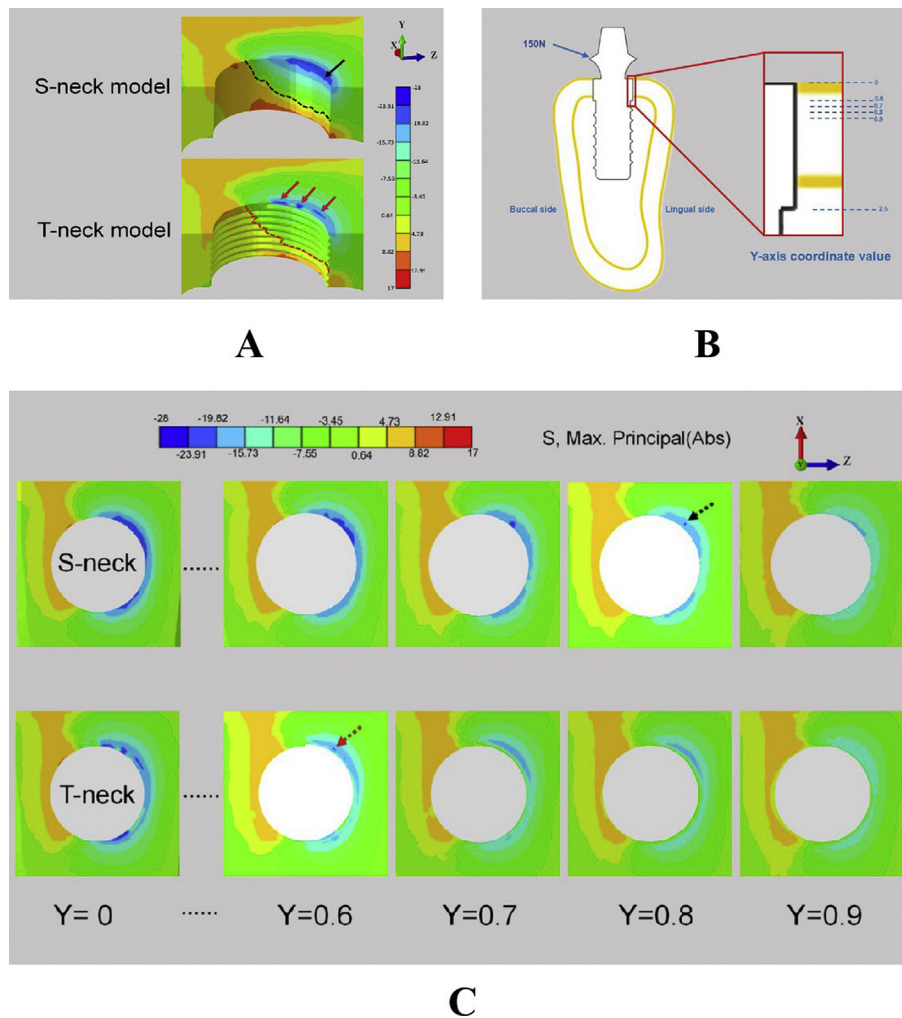 S-neck model
T-neck model
Y
X
Z
-28
-23.91
-19.82
-15.73
-11.64
-7.55
-3.45
0.64
4.73
8.82
12.91
17
A
150N
Buccal side
Lingual side
0
0.6
0.7
0.8
0.9
2.5
Y-axis coordinate value
B
-28 -19.82 -11.64 -3.45 4.73 12.91
-23.91 -15.73 -7.55 0.64 8.82 17
S, Max. Principal(Abs)
X
Y
Z
S-neck ......
T-neck ......
Y= 0 ...... Y=0.6 Y=0.7 Y=0.8 Y=0.9
C